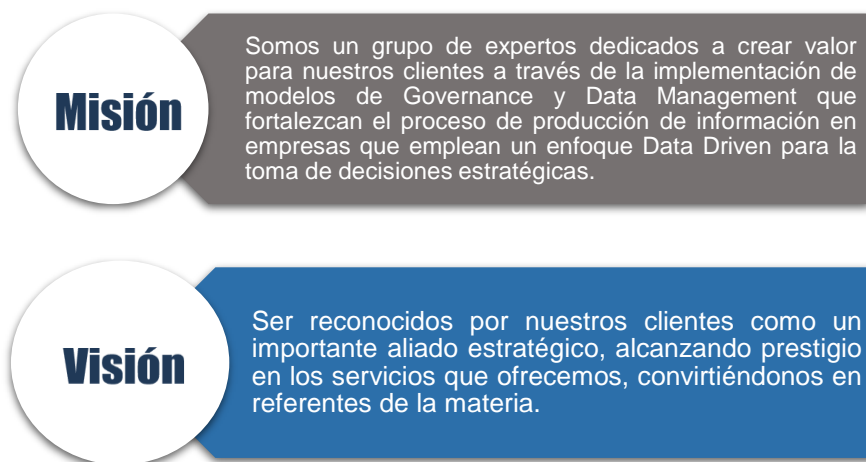 Misión
Somos un grupo de expertos dedicados a crear valor
para nuestros clientes a través de la implementación de
modelos de Governance y Data Management que
fortalezcan el proceso de producción de información en
empresas que emplean un enfoque Data Driven para la
toma de decisiones estratégicas.
Visión
Ser reconocidos por nuestros clientes como un
importante aliado estratégico, alcanzando prestigio
en los servicios que ofrecemos, convirtiéndonos en
referentes de la materia.